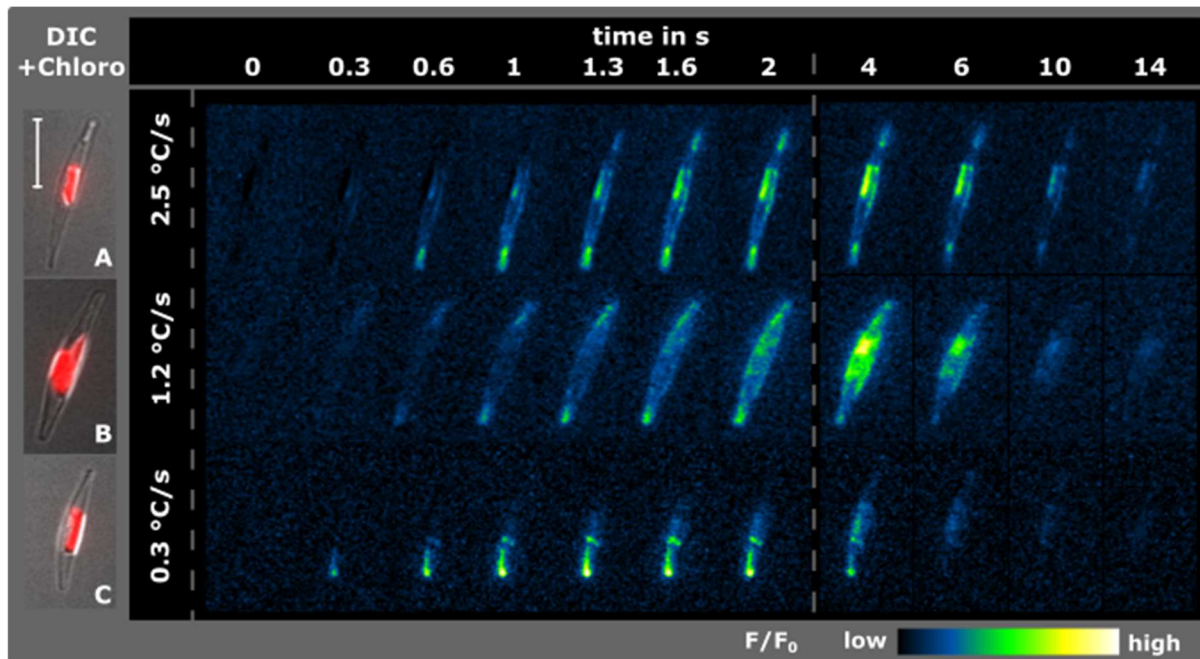 DIC
+Chloro
time in s
0 0.3 0.6 1 1.3 1.6 2 4 6 10 14
2.5 °C/s
A
1.2 °C/s
B
0.3 °C/s
C
F/F₀ low high